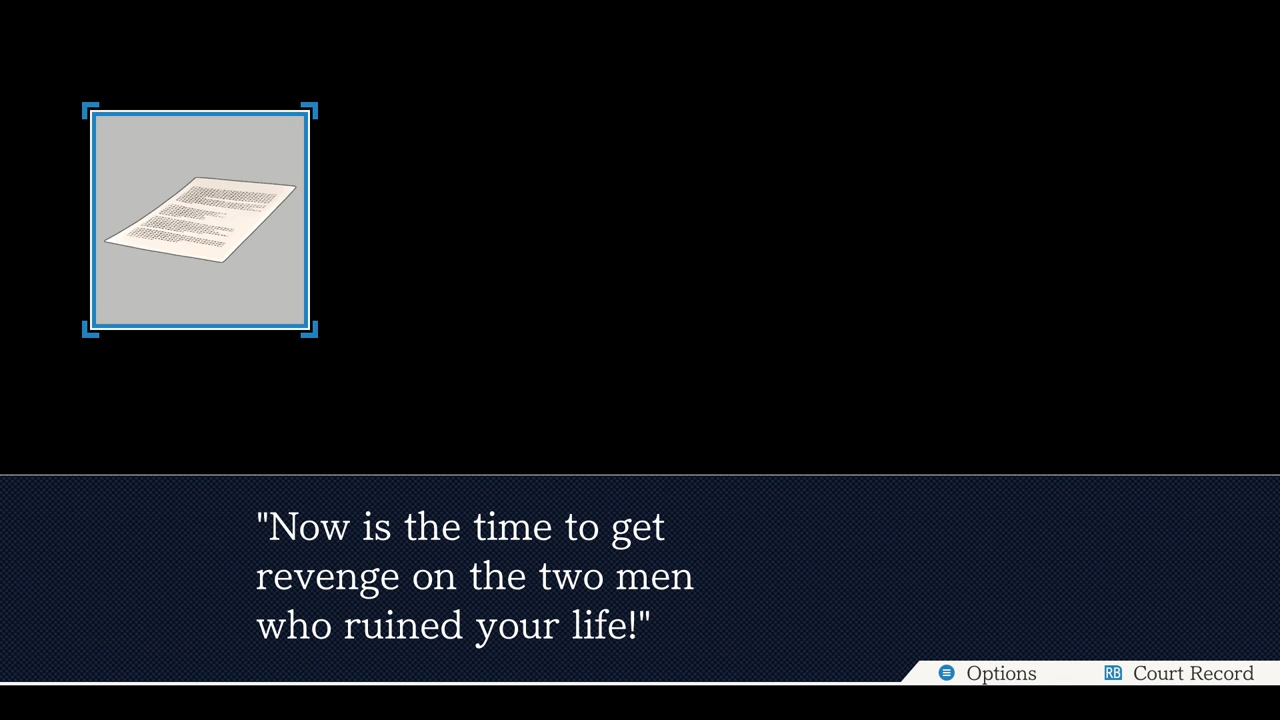 "Now is the time to get
revenge on the two men
who ruined your life!"
Options
RB Court Record